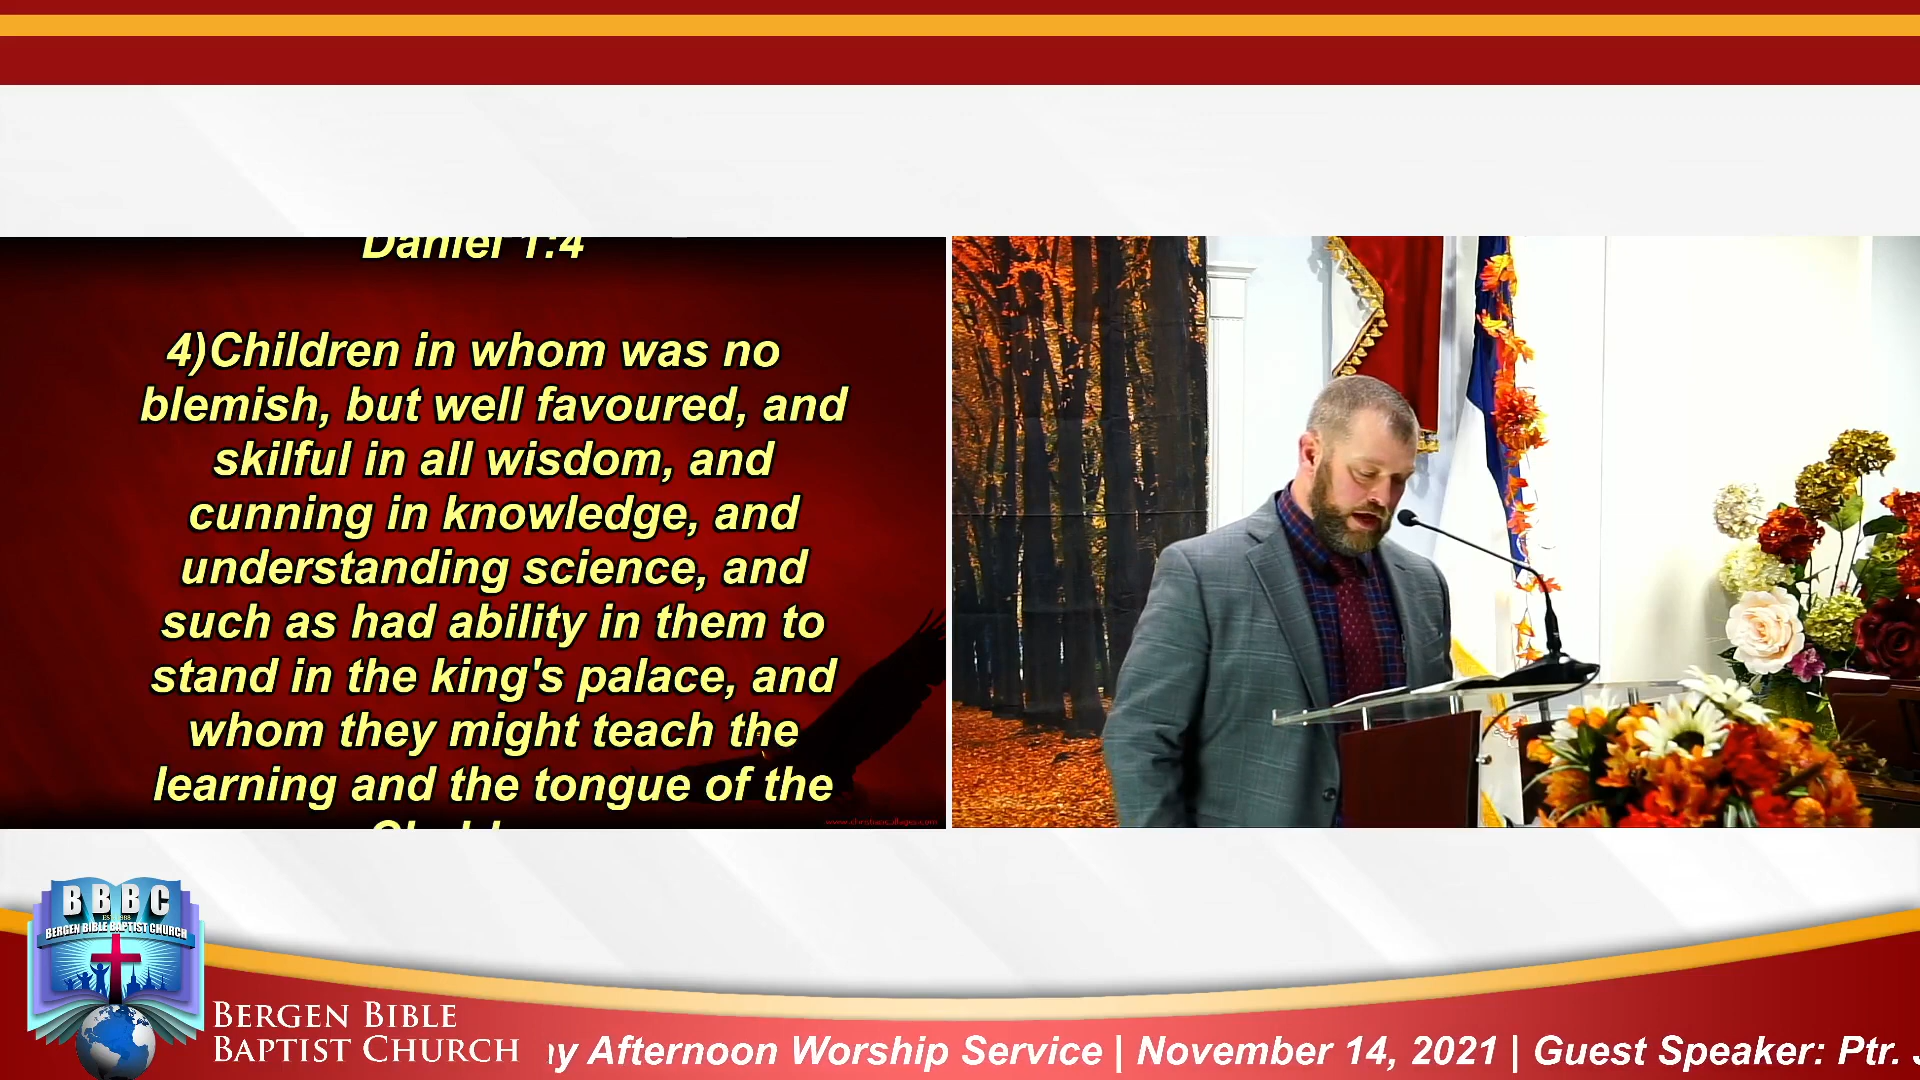 Daniel 1:4
4)Children in whom was no
blemish, but well favoured, and
skilful in all wisdom, and
cunning in knowledge, and
understanding science, and
such as had ability in them to
stand in the king's palace, and
whom they might teach the
learning and the tongue of the
www.christiancallages.com
BBBC
BERGEN BIBLE BAPTIST CHURCH
BERGEN BIBLE
BAPTIST CHURCH
y Afternoon Worship Service | November 14, 2021 | Guest Speaker: Ptr.